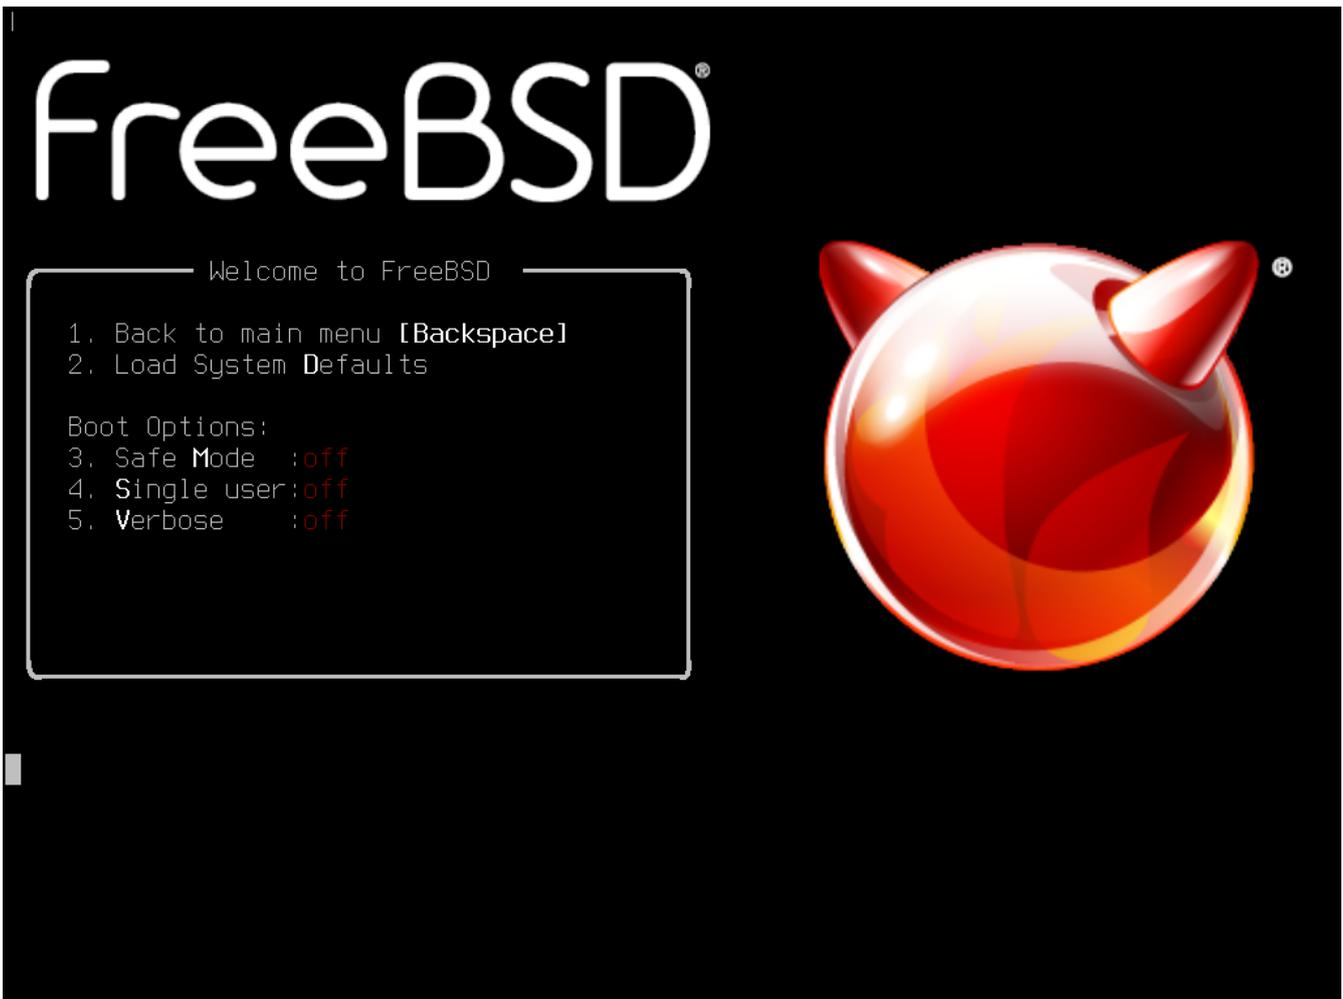 FreeBSD®
Welcome to FreeBSD
1. Back to main menu [Backspace]
2. Load System Defaults
Boot Options:
3. Safe Mode  :off
4. Single user:off
5. Verbose    :off
®